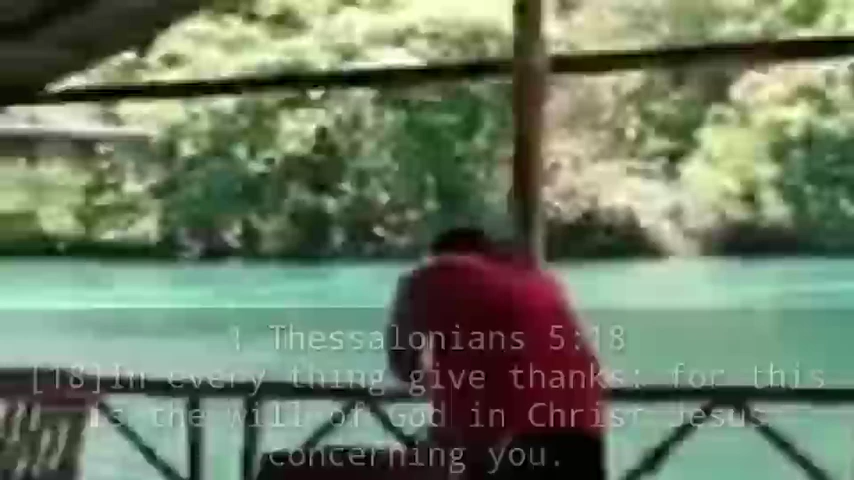 1 Thessalonians 5:18
[18]In every thing give thanks: for this
is the will of God in Christ Jesus
concerning you.